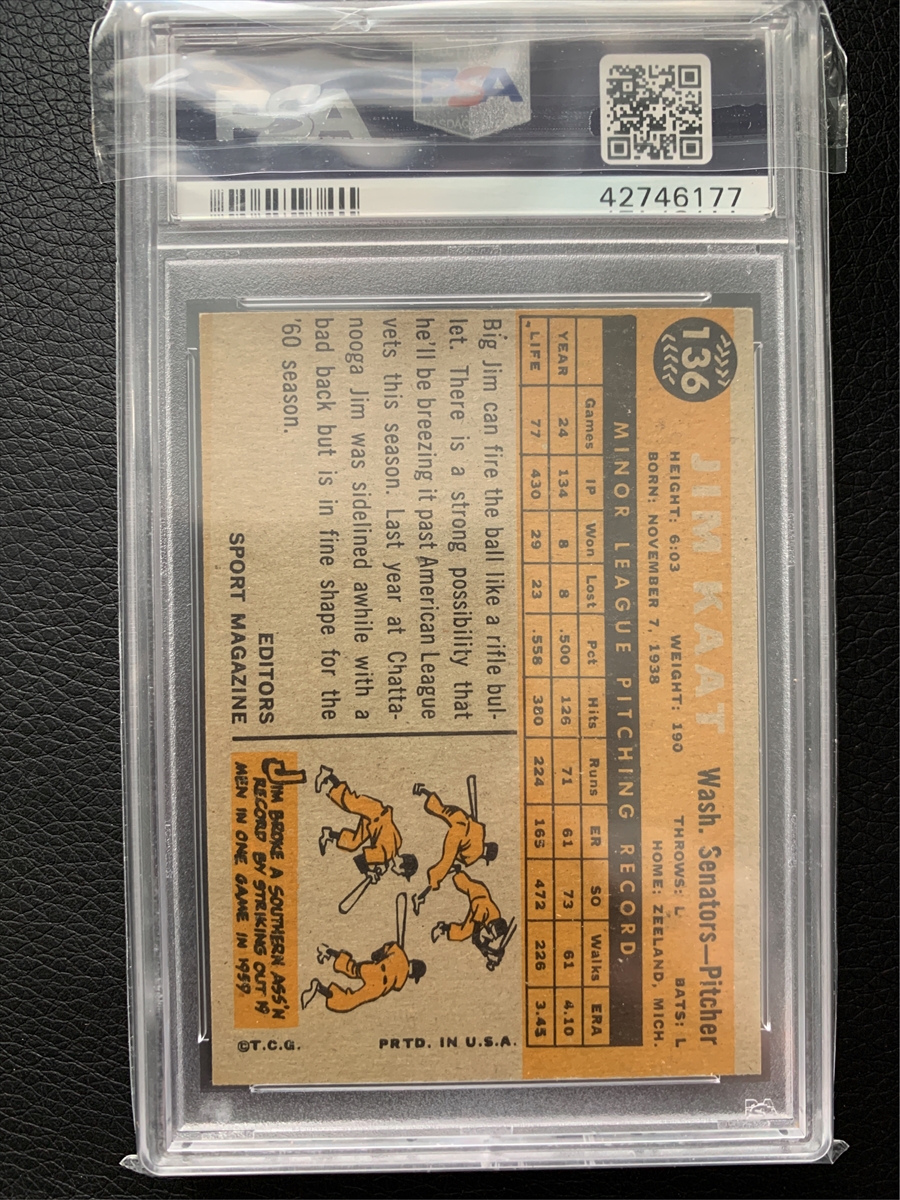 PSA
PSA
NASDAQ
42746177
136
JIM KAAT Wash. Senators—Pitcher
HEIGHT: 6:03 WEIGHT: 190 THROWS: L BATS: L
BORN: NOVEMBER 7, 1938 HOME: ZEELAND, MICH.
MINOR LEAGUE PITCHING RECORD
Games IP Won Lost Pct Hits Runs ER SO Walks ERA
YEAR 24 134 8 8 .500 126 71 61 73 61 4.10
LIFE 77 430 29 23 .558 380 224 165 472 226 3.45
Big Jim can fire the ball like a rifle bul-
let. There is a strong possibility that
he'll be breezing it past American League
vets this season. Last year at Chatta-
nooga Jim was sidelined awhile with a
bad back but is in fine shape for the
'60 season.
EDITORS
SPORT MAGAZINE
JIM BROKE A SOUTHERN ASS'N
RECORD BY STRIKING OUT 19
MEN IN ONE GAME IN 1959.
©T.C.G.
PRTD. IN U.S.A.